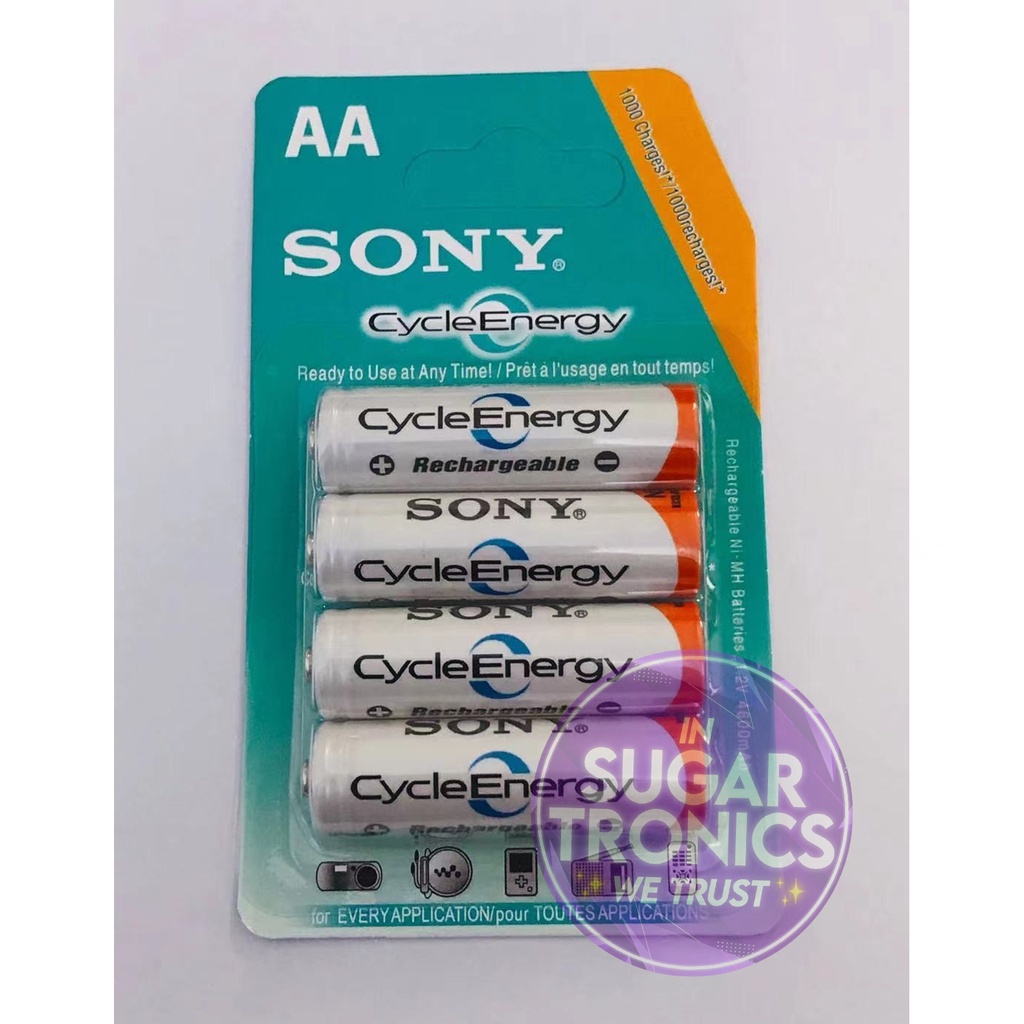 AA
1000 Charges!*/1000recharges!*
SONY®
CycleEnergy
Ready to Use at Any Time! / Prêt à l'usage en tout temps!
CycleEnergy
+ Rechargeable −
SONY®
CycleEnergy
SONY®
CycleEnergy
+ Rechargeable −
SONY®
CycleEnergy
+ Rechargeable
Rechargeable Ni-MH Batteries
for EVERY APPLICATION/pour TOUTES APPLICATIONS
IN
SUGAR
TRONICS
WE TRUST